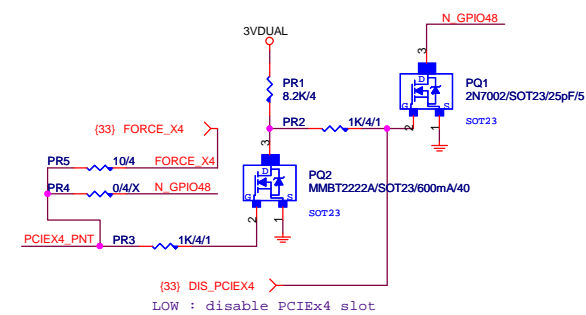 N_GPIO48
3VDUAL
3
D
PR1
8.2K/4
PQ1
2N7002/SOT23/25pF/5
G
S
SOT23
PR2
1K/4/1
2
1
{33} FORCE_X4
3
D
PR5
10/4
FORCE_X4
PQ2
MMBT2222A/SOT23/600mA/40
PR4
0/4/X
N_GPIO48
G
S
SOT23
2
1
PCIEX4_PNT
PR3
1K/4/1
{33} DIS_PCIEX4
LOW : disable PCIEx4 slot